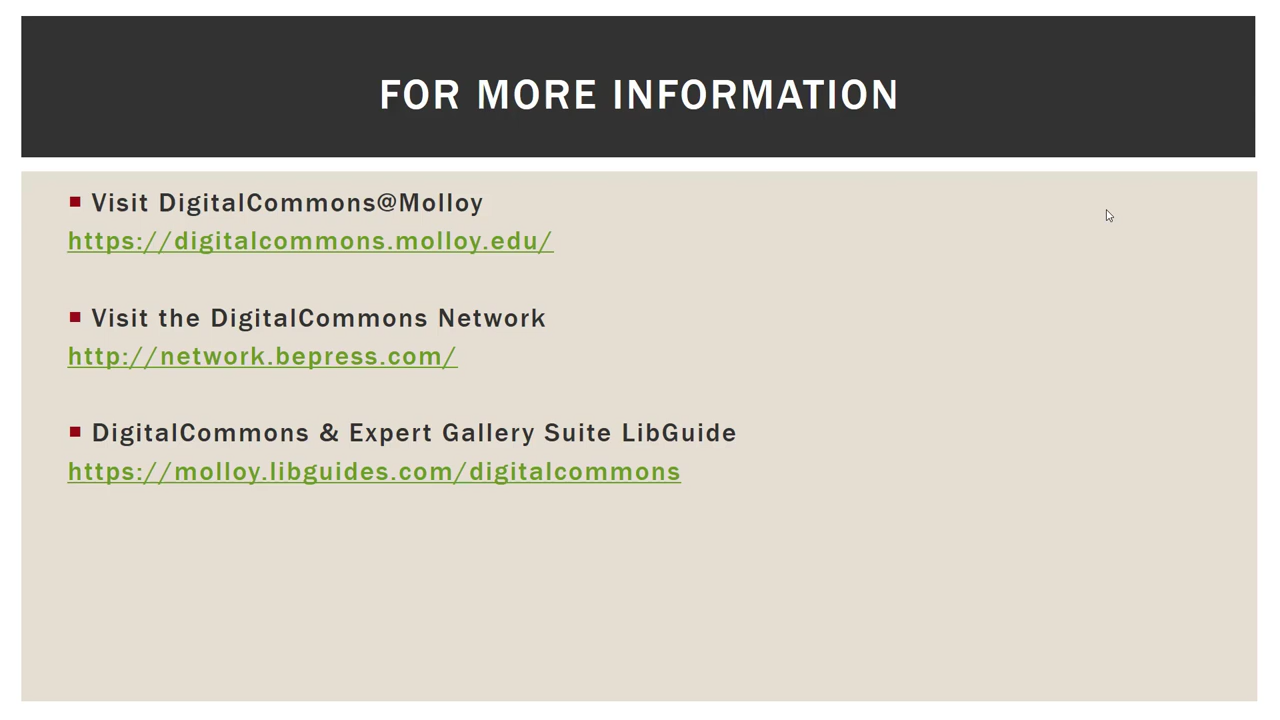 FOR MORE INFORMATION
Visit DigitalCommons@Molloy
https://digitalcommons.molloy.edu/
Visit the DigitalCommons Network
http://network.bepress.com/
DigitalCommons & Expert Gallery Suite LibGuide
https://molloy.libguides.com/digitalcommons